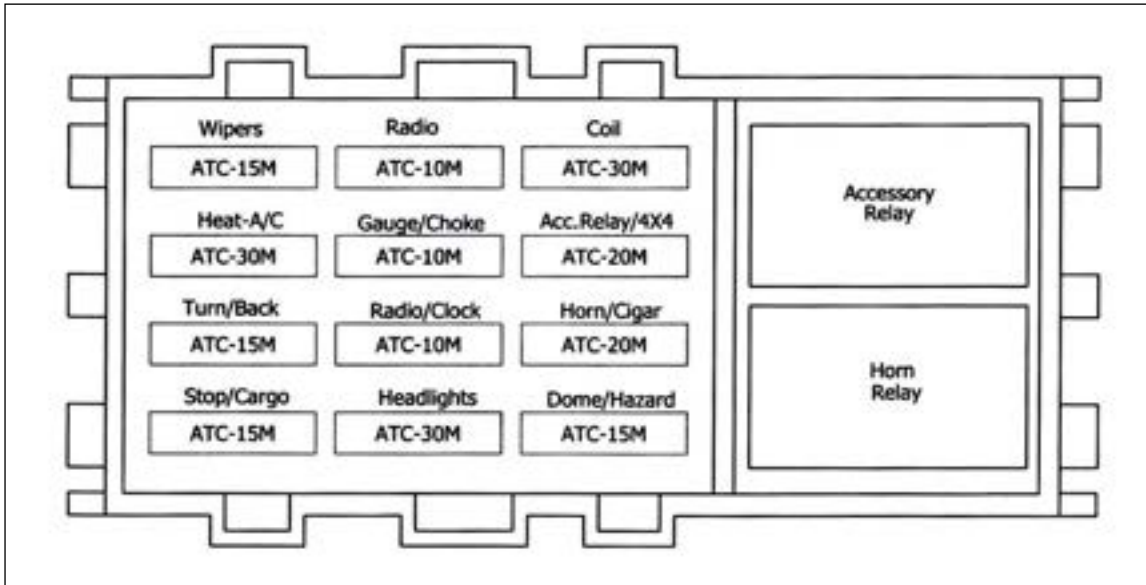 Wipers
Radio
Coil
ATC-15M
ATC-10M
ATC-30M
Heat-A/C
Gauge/Choke
Acc.Relay/4X4
ATC-30M
ATC-10M
ATC-20M
Turn/Back
Radio/Clock
Horn/Cigar
ATC-15M
ATC-10M
ATC-20M
Stop/Cargo
Headlights
Dome/Hazard
ATC-15M
ATC-30M
ATC-15M
Accessory
Relay
Horn
Relay